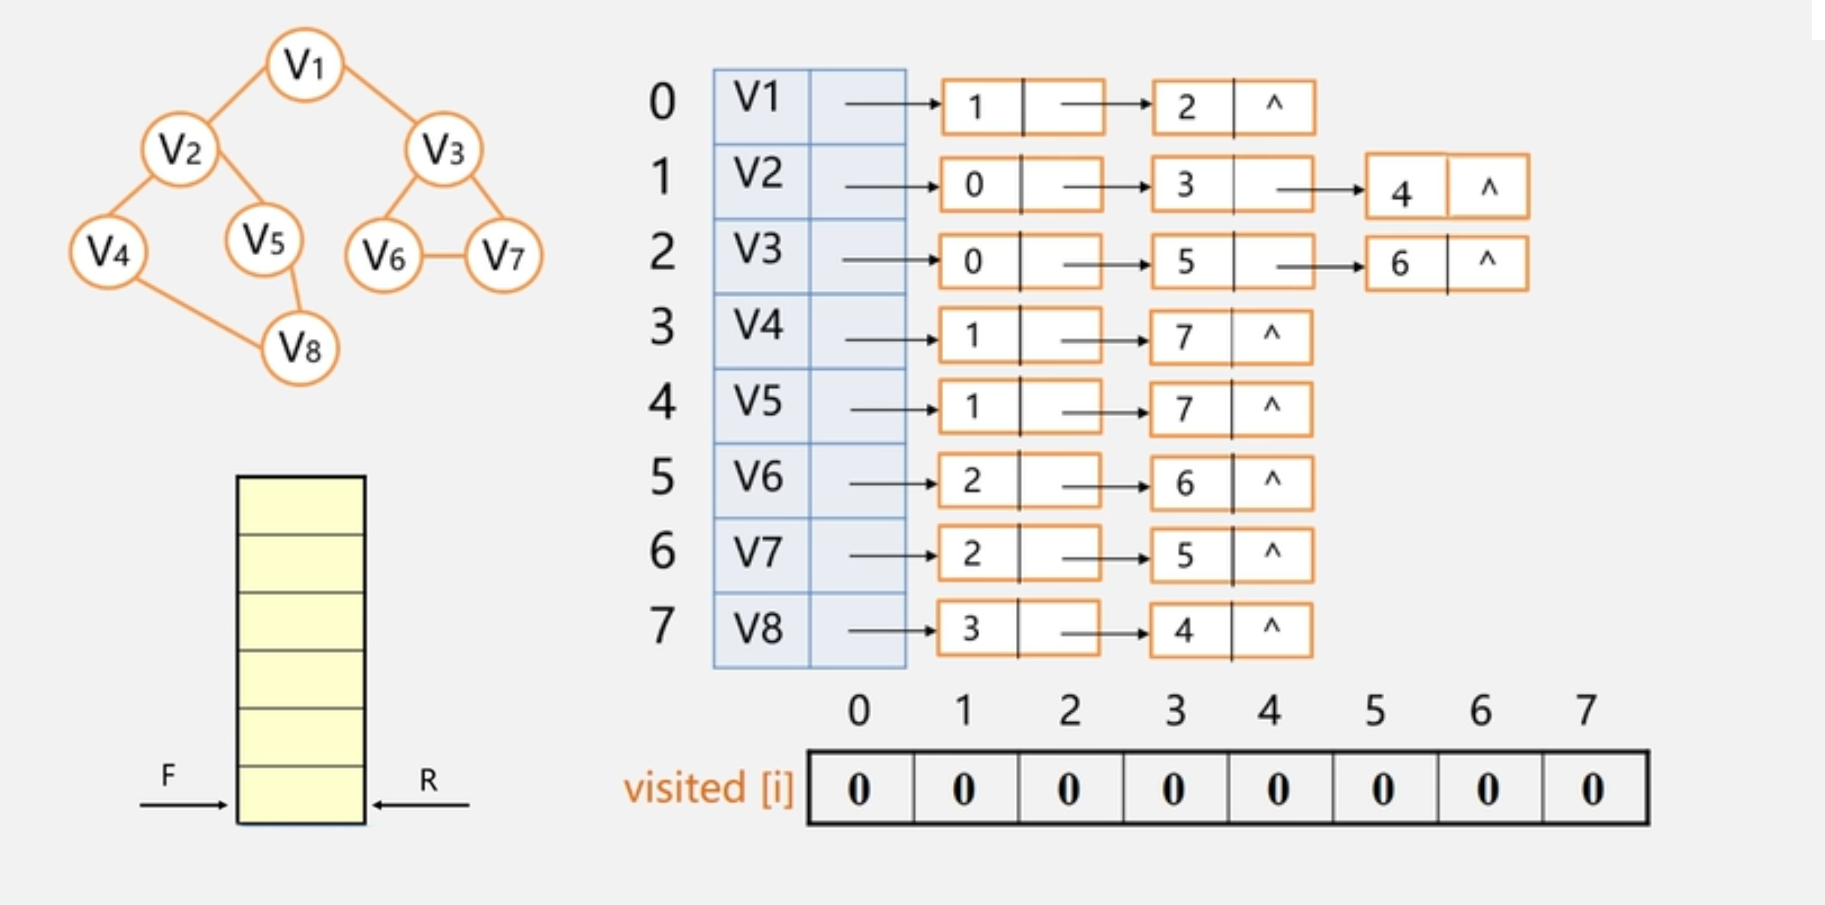 V1
V2 V3
V4 V5 V6 V7
V8
F R
0 V1 1 2 ^
1 V2 0 3 4 ^
2 V3 0 5 6 ^
3 V4 1 7 ^
4 V5 1 7 ^
5 V6 2 6 ^
6 V7 2 5 ^
7 V8 3 4 ^
0 1 2 3 4 5 6 7
visited [i] 0 0 0 0 0 0 0 0